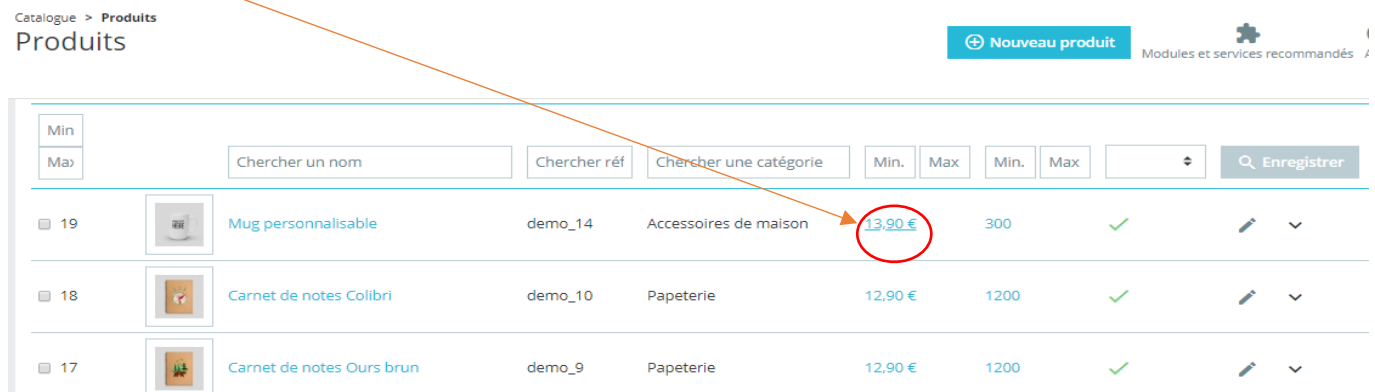 Catalogue > Produits
Produits
Nouveau produit
Modules et services recommandés
Min
Max
Chercher un nom
Chercher réf
Chercher une catégorie
Min.
Max
Min.
Max
Enregistrer
19 Mug personnalisable demo_14 Accessoires de maison 13,90 € 300
18 Carnet de notes Colibri demo_10 Papeterie 12,90 € 1200
17 Carnet de notes Ours brun demo_9 Papeterie 12,90 € 1200